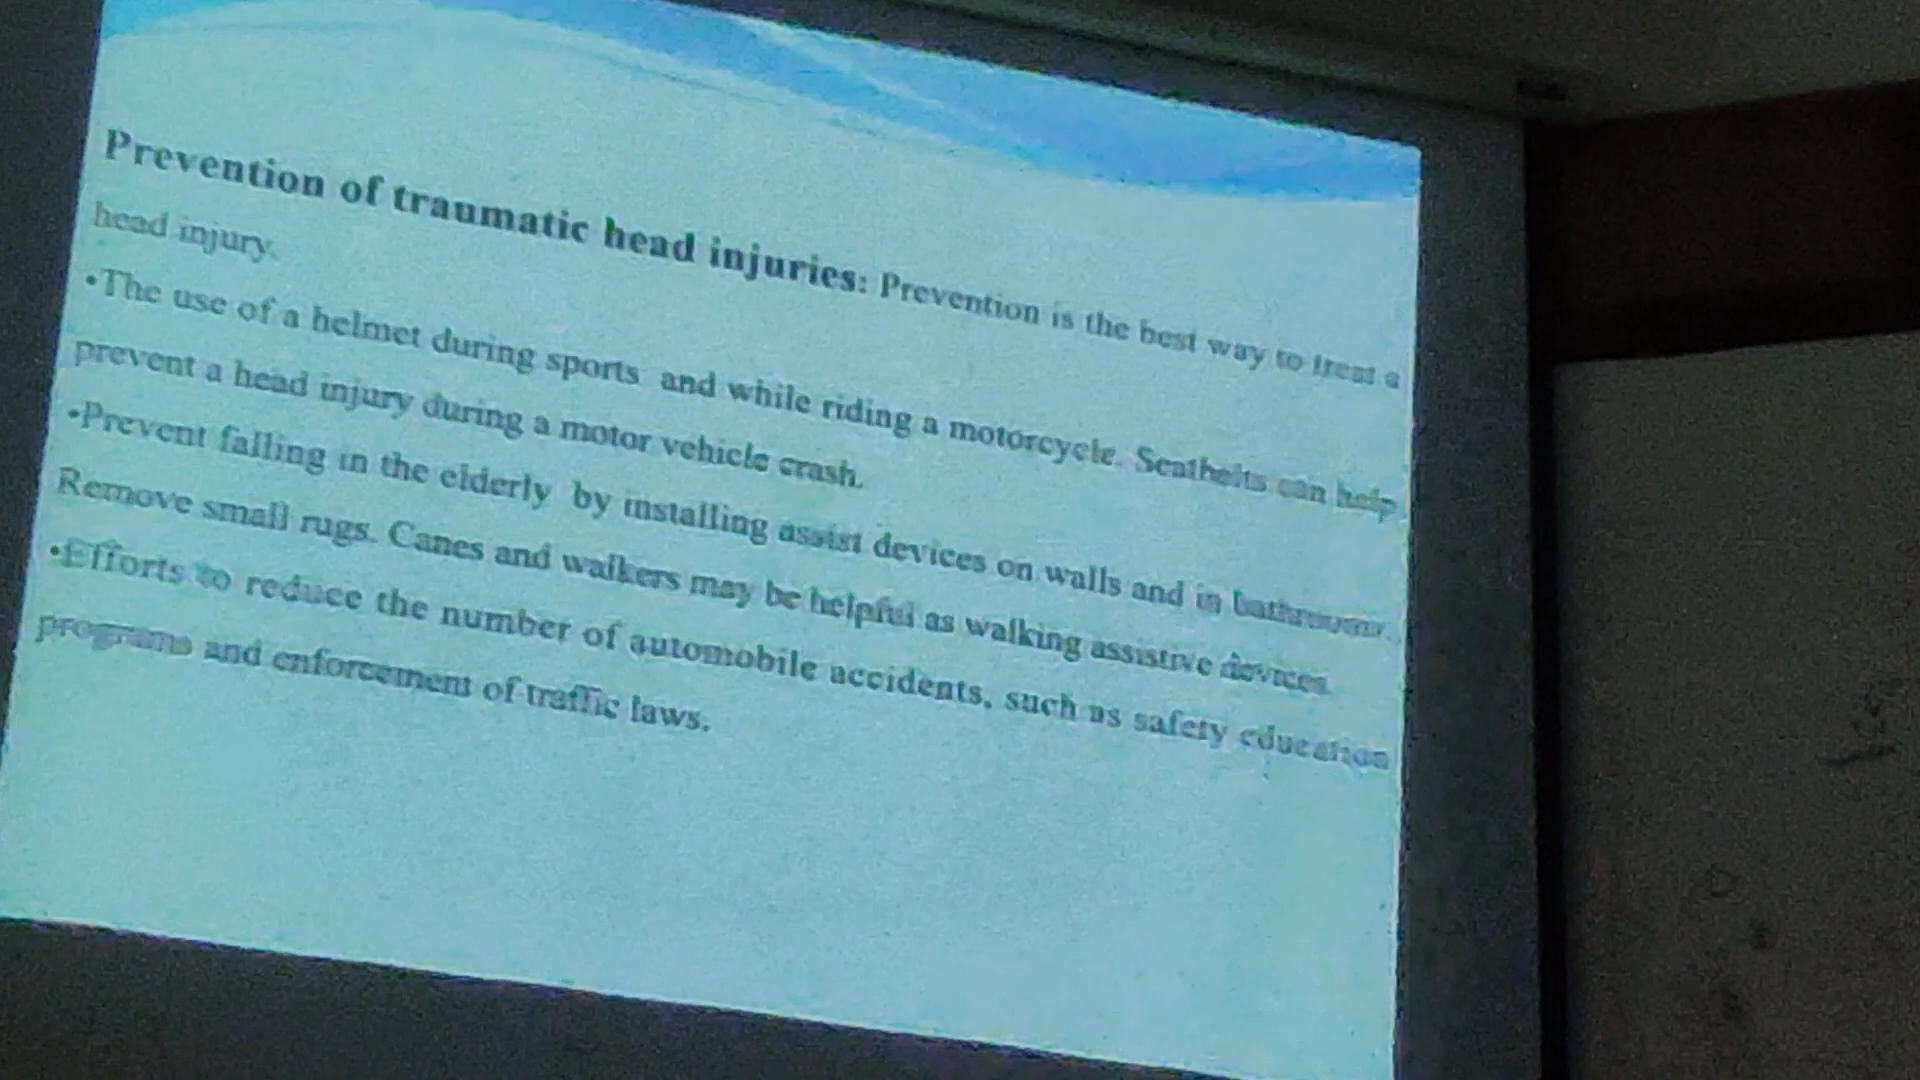 Prevention of traumatic head injuries: Prevention is the best way to treat a
head injury.
•The use of a helmet during sports and while riding a motorcycle. Seatbelts can help
prevent a head injury during a motor vehicle crash.
•Prevent falling in the elderly by installing assist devices on walls and in bathrooms.
Remove small rugs. Canes and walkers may be helpful as walking assistive devices.
•Efforts to reduce the number of automobile accidents, such as safety education
programs and enforcement of traffic laws.